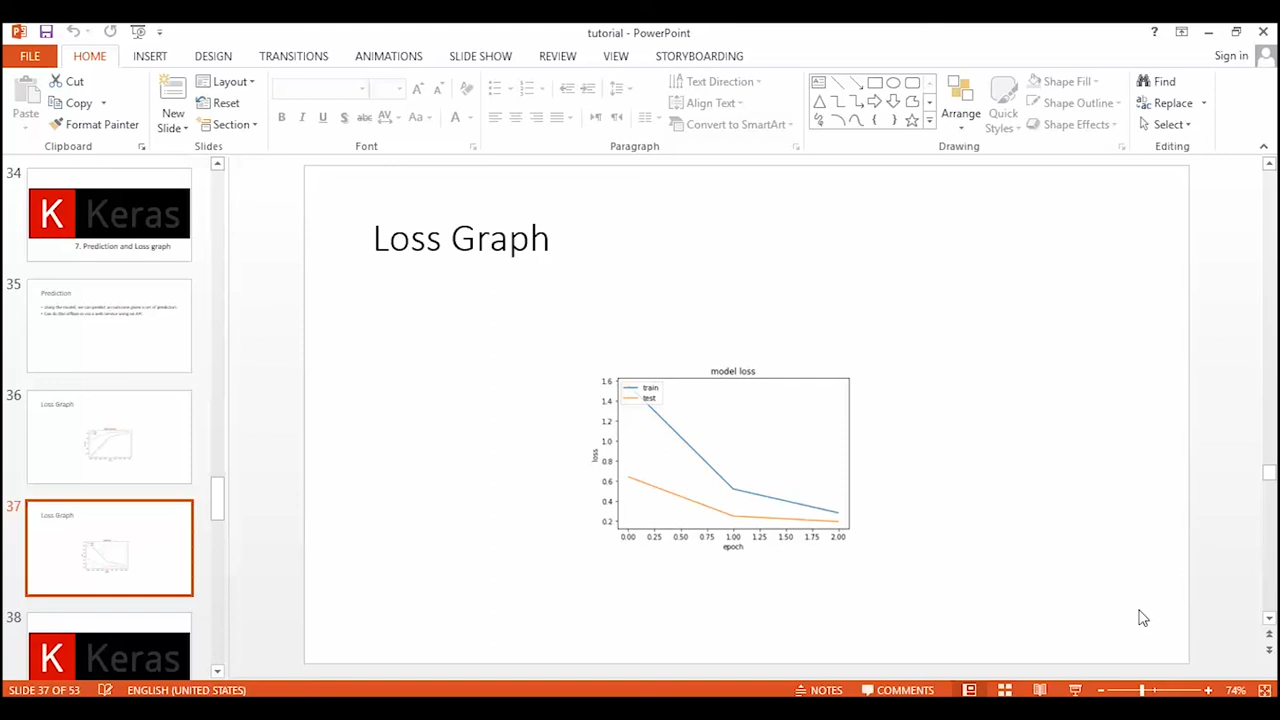 tutorial - PowerPoint
?
Sign in
FILE HOME INSERT DESIGN TRANSITIONS ANIMATIONS SLIDE SHOW REVIEW VIEW STORYBOARDING
Paste
Cut
Copy
Format Painter
Clipboard
New
Slide
Layout
Reset
Section
Slides
B I U S abc AV Aa A
Font
Text Direction
Align Text
Convert to SmartArt
Paragraph
Arrange
Quick
Styles
Shape Fill
Shape Outline
Shape Effects
Drawing
Find
Replace
Select
Editing
34
K Keras
7. Prediction and Loss graph
35
Prediction
36
Loss Graph
37
Loss Graph
38
K Keras
Loss Graph
model loss
train
test
1.6
1.4
1.2
1.0
0.8
0.6
0.4
0.2
loss
0.00 0.25 0.50 0.75 1.00 1.25 1.50 1.75 2.00
epoch
SLIDE 37 OF 53 ENGLISH (UNITED STATES) NOTES COMMENTS 74%